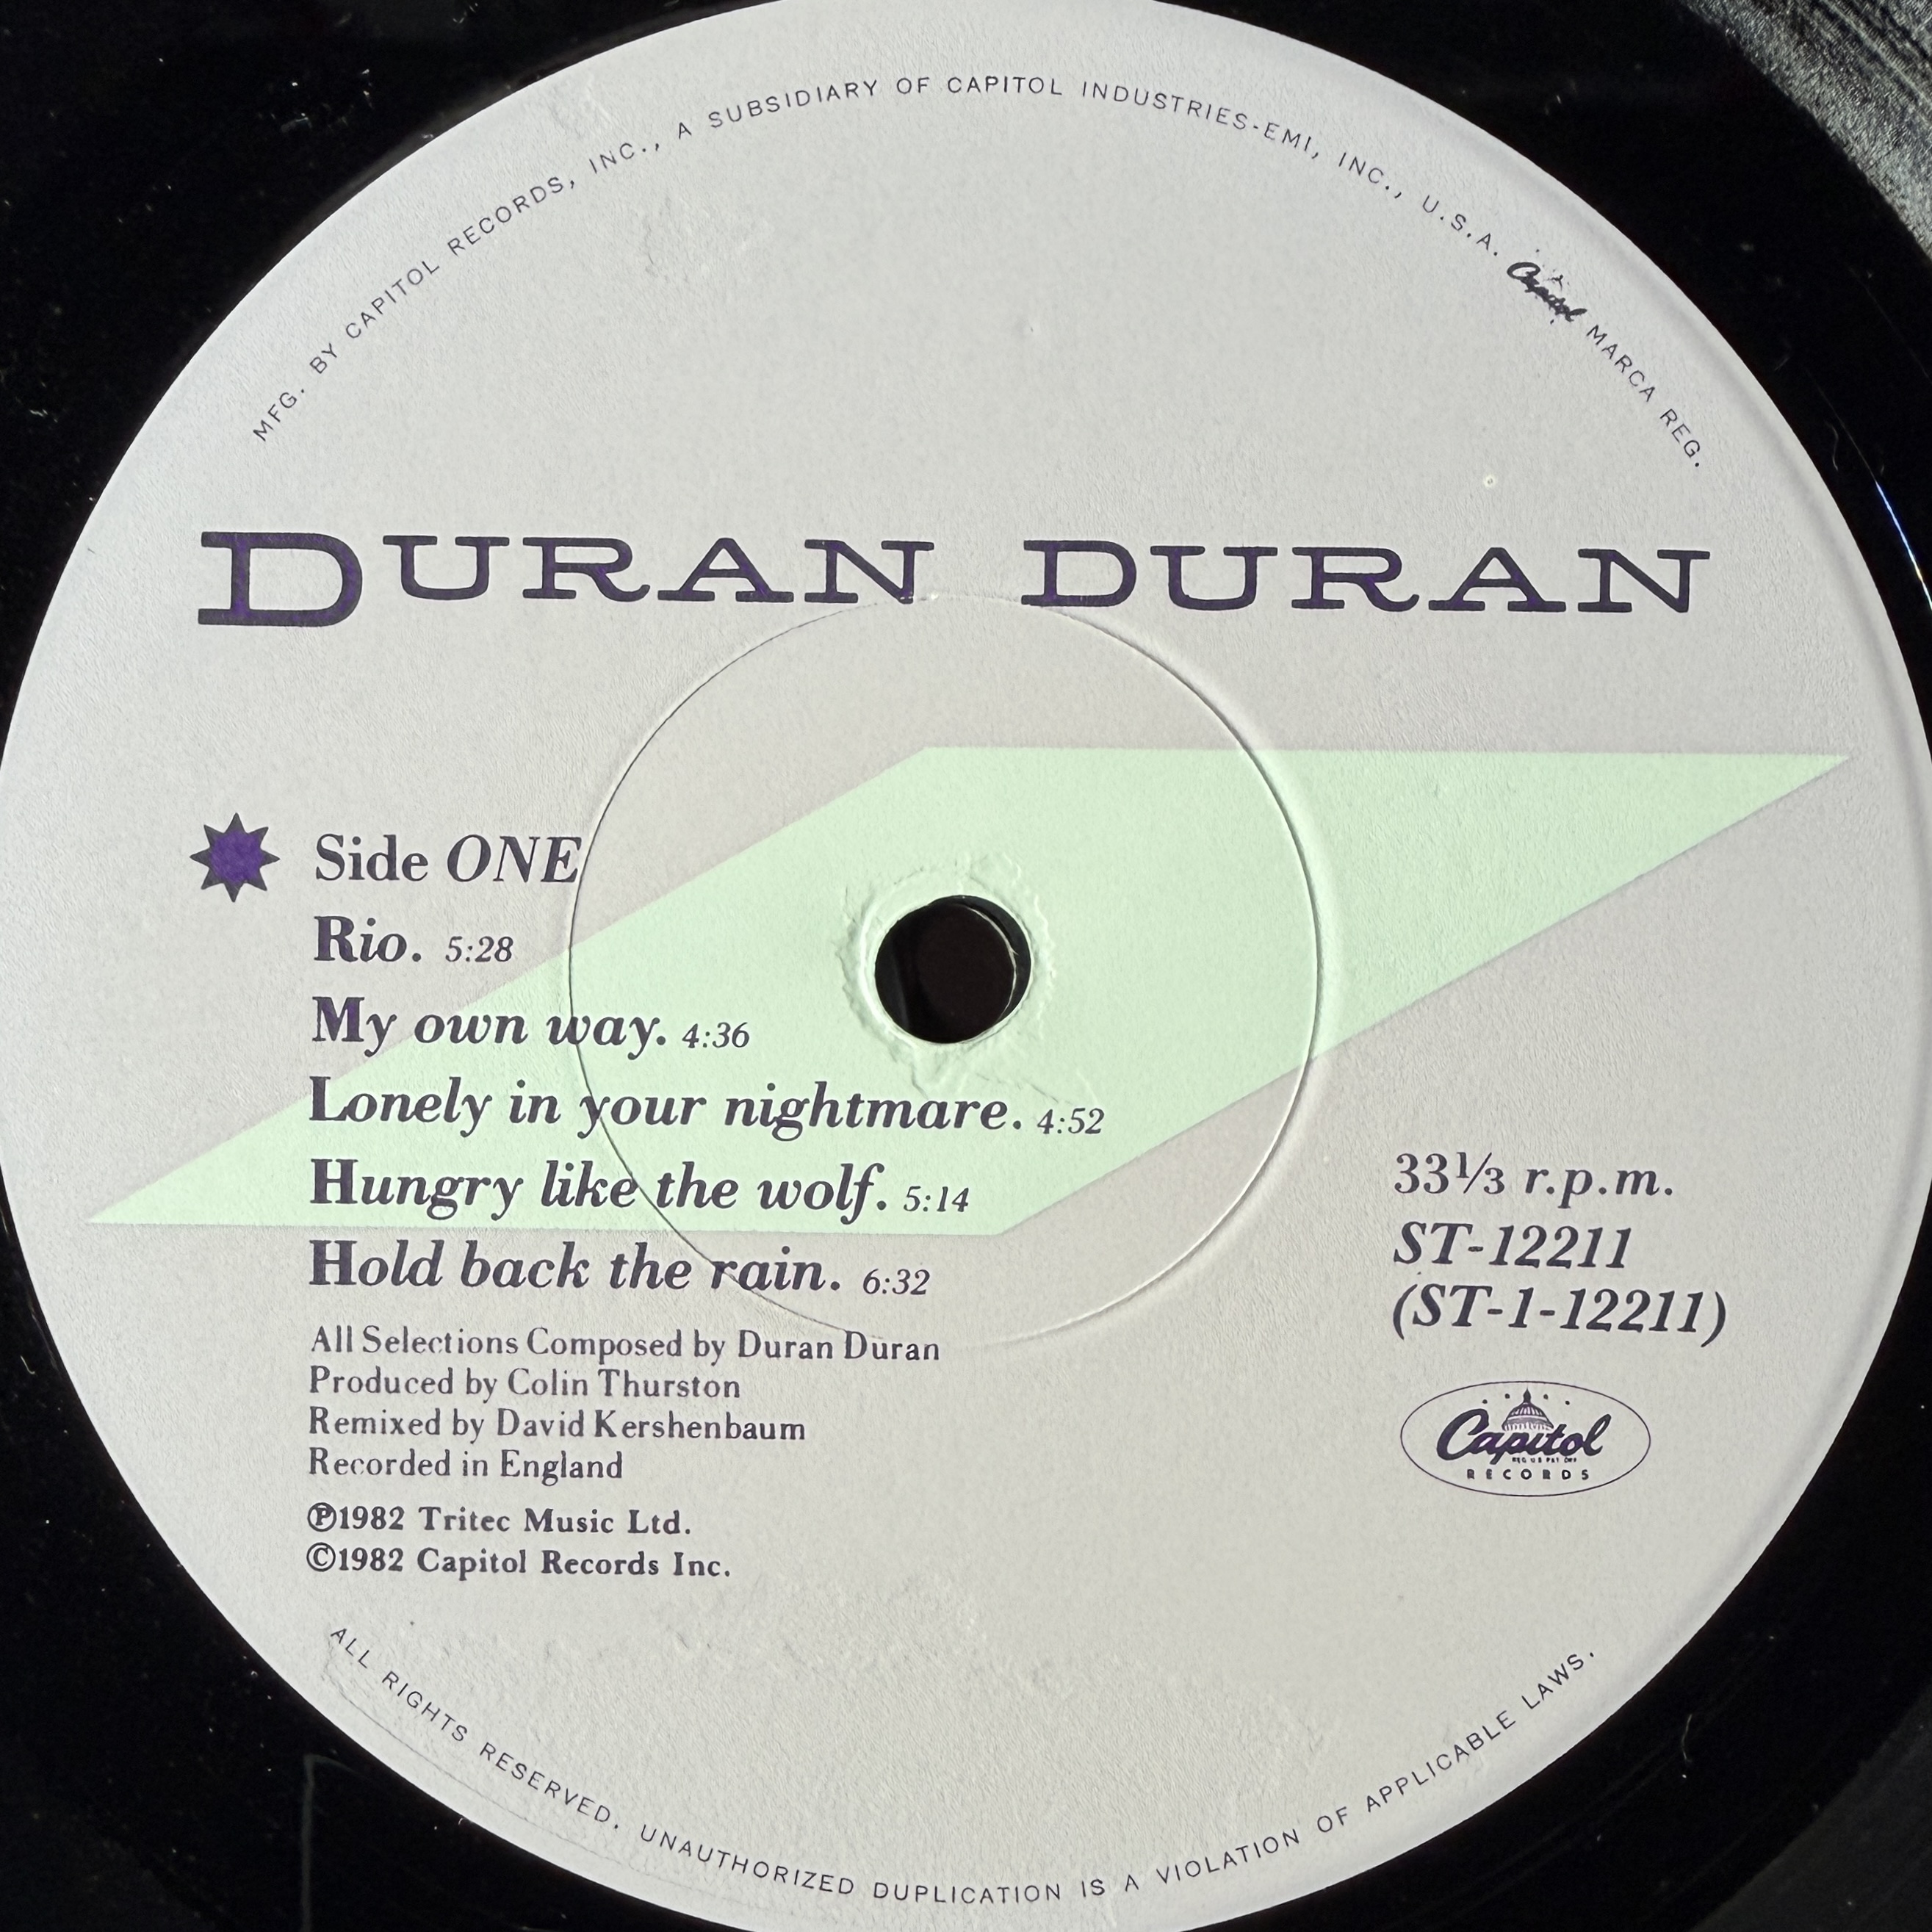 MFG. BY CAPITOL RECORDS, INC., A SUBSIDIARY OF CAPITOL INDUSTRIES-EMI, INC., U.S.A. Capitol MARCA REG.
DURAN DURAN
Side ONE
Rio. 5:28
My own way. 4:36
Lonely in your nightmare. 4:52
Hungry like the wolf. 5:14
Hold back the rain. 6:32
33⅓ r.p.m.
ST-12211
(ST-1-12211)
All Selections Composed by Duran Duran
Produced by Colin Thurston
Remixed by David Kershenbaum
Recorded in England
℗1982 Tritec Music Ltd.
©1982 Capitol Records Inc.
Capitol
REG. U.S. PAT. OFF.
RECORDS
ALL RIGHTS RESERVED. UNAUTHORIZED DUPLICATION IS A VIOLATION OF APPLICABLE LAWS.